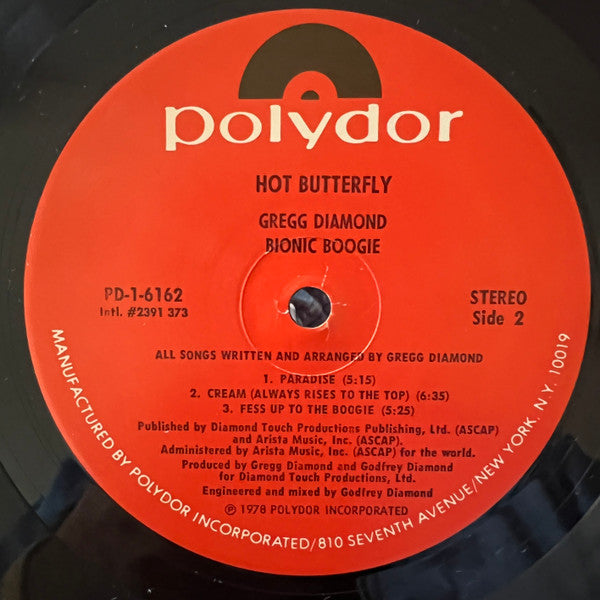 polydor
HOT BUTTERFLY
GREGG DIAMOND
BIONIC BOOGIE
PD-1-6162
Intl. #2391 373
STEREO
Side 2
ALL SONGS WRITTEN AND ARRANGED BY GREGG DIAMOND
1. PARADISE (5:15)
2. CREAM (ALWAYS RISES TO THE TOP) (6:35)
3. FESS UP TO THE BOOGIE (5:25)
Published by Diamond Touch Productions Publishing, Ltd. (ASCAP)
and Arista Music, Inc. (ASCAP).
Administered by Arista Music, Inc. (ASCAP) for the world.
Produced by Gregg Diamond and Godfrey Diamond
for Diamond Touch Productions, Ltd.
Engineered and mixed by Godfrey Diamond
℗ 1978 POLYDOR INCORPORATED
MANUFACTURED BY POLYDOR INCORPORATED/810 SEVENTH AVENUE/NEW YORK, N.Y. 10019